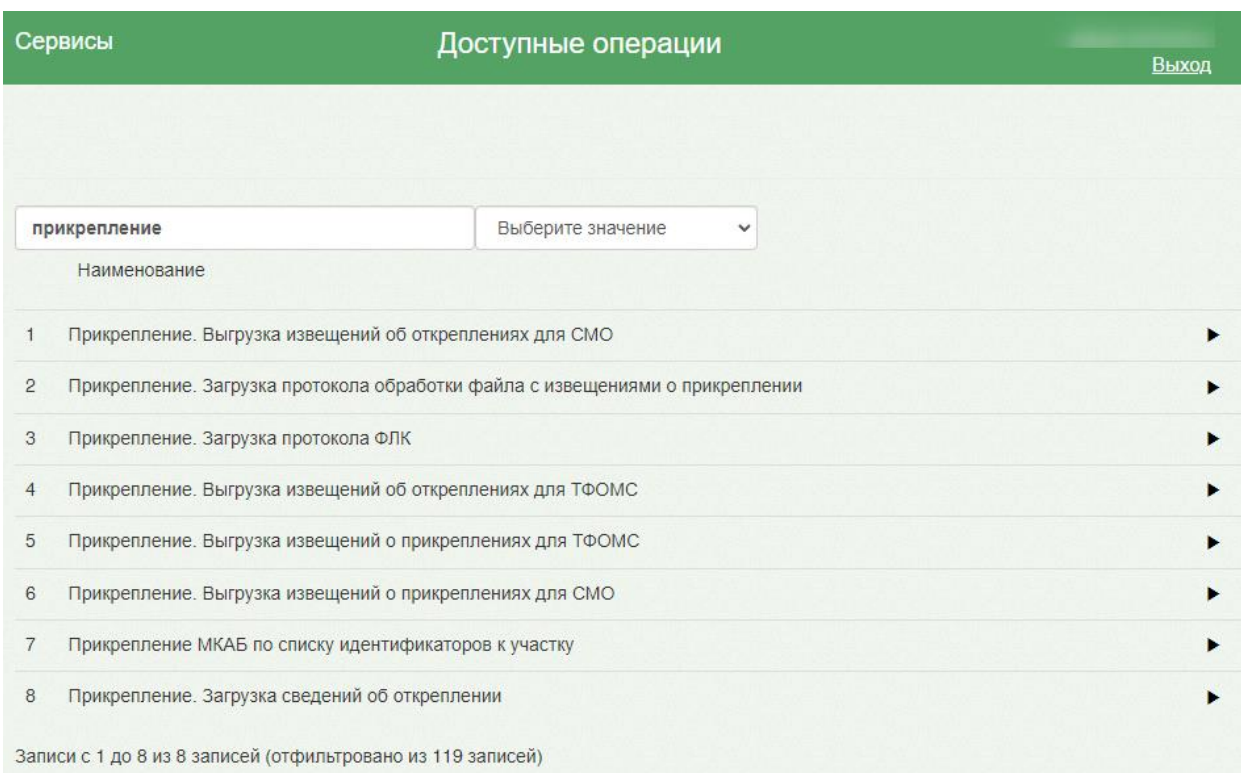 Сервисы
Доступные операции
Выход
прикрепление
Выберите значение
Наименование
1 Прикрепление. Выгрузка извещений об откреплениях для СМО
2 Прикрепление. Загрузка протокола обработки файла с извещениями о прикреплении
3 Прикрепление. Загрузка протокола ФЛК
4 Прикрепление. Выгрузка извещений об откреплениях для ТФОМС
5 Прикрепление. Выгрузка извещений о прикреплениях для ТФОМС
6 Прикрепление. Выгрузка извещений о прикреплениях для СМО
7 Прикрепление МКАБ по списку идентификаторов к участку
8 Прикрепление. Загрузка сведений об откреплении
Записи с 1 до 8 из 8 записей (отфильтровано из 119 записей)